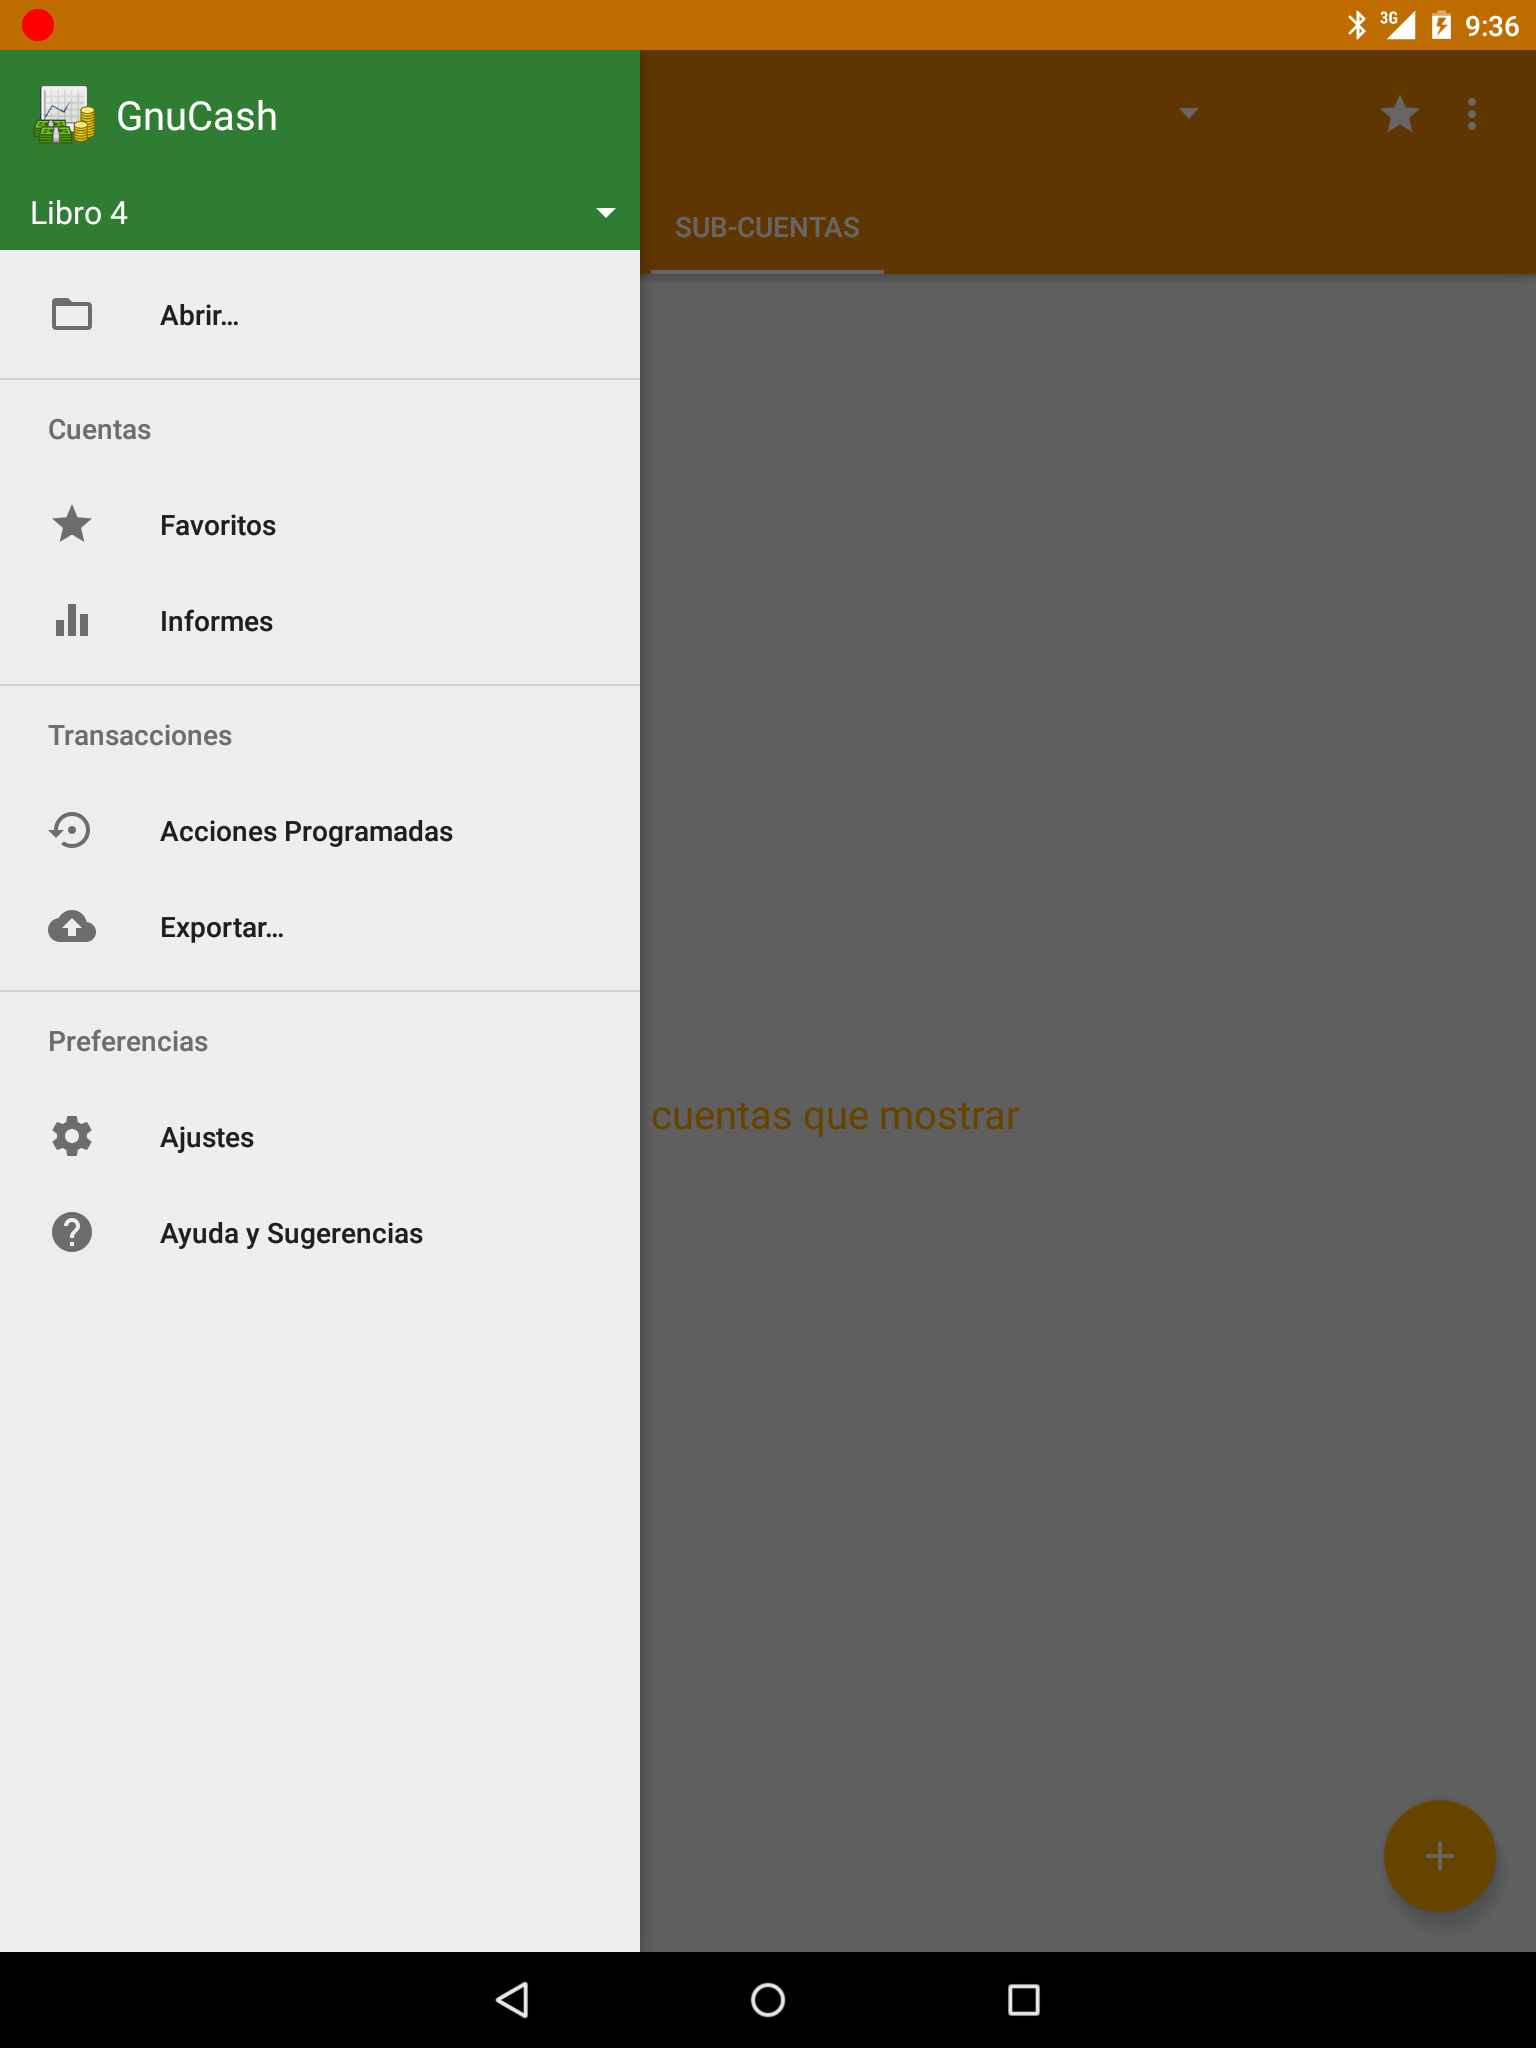 3G 9:36
GnuCash
Libro 4
SUB-CUENTAS
Abrir...
Cuentas
Favoritos
Informes
Transacciones
Acciones Programadas
Exportar...
Preferencias
cuentas que mostrar
Ajustes
Ayuda y Sugerencias